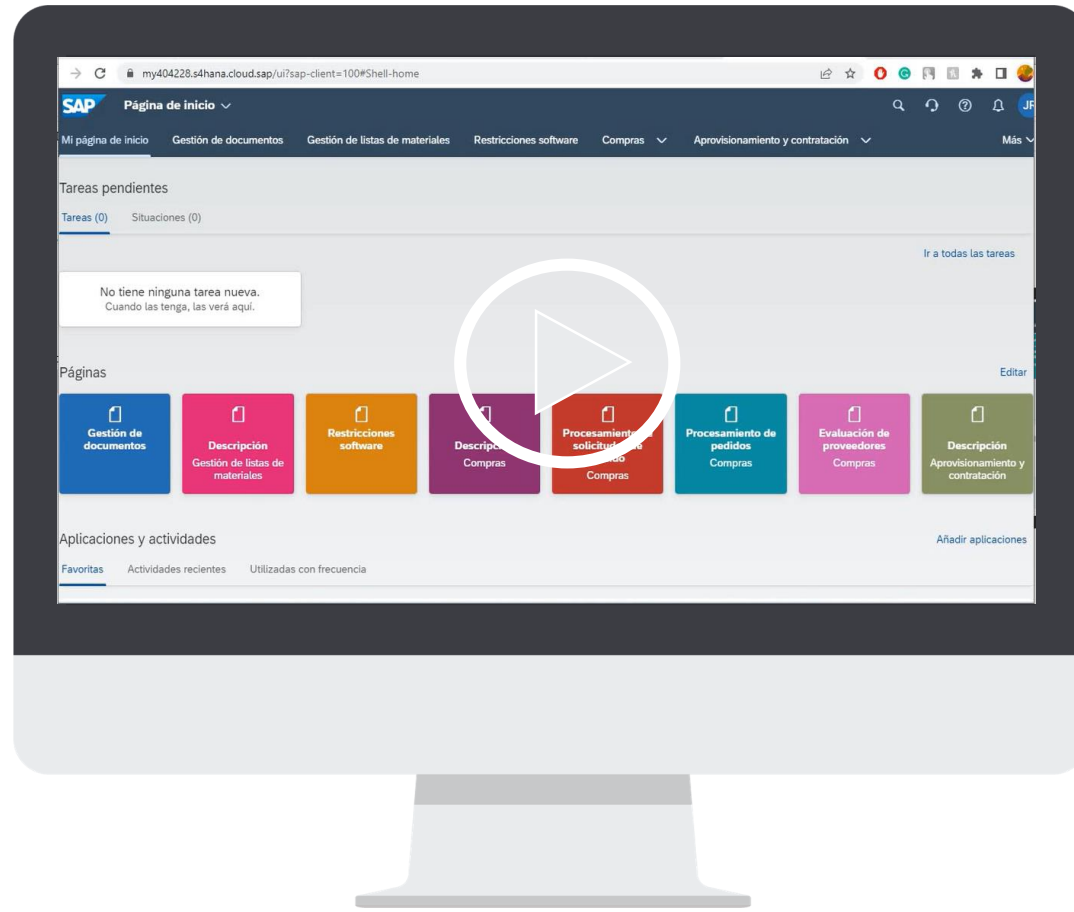 my404228.s4hana.cloud.sap/ui?sap-client=100#Shell-home
SAP Página de inicio JF
Mi página de inicio Gestión de documentos Gestión de listas de materiales Restricciones software Compras Aprovisionamiento y contratación Más
Tareas pendientes
Tareas (0) Situaciones (0)
Ir a todas las tareas
No tiene ninguna tarea nueva.
Cuando las tenga, las verá aquí.
Páginas Editar
Gestión de
documentos
Descripción
Gestión de listas de
materiales
Restricciones
software
Compras
Compras
Procesamiento de
pedidos
Compras
Evaluación de
proveedores
Compras
Descripción
Aprovisionamiento y
contratación
Aplicaciones y actividades Añadir aplicaciones
Favoritas Actividades recientes Utilizadas con frecuencia